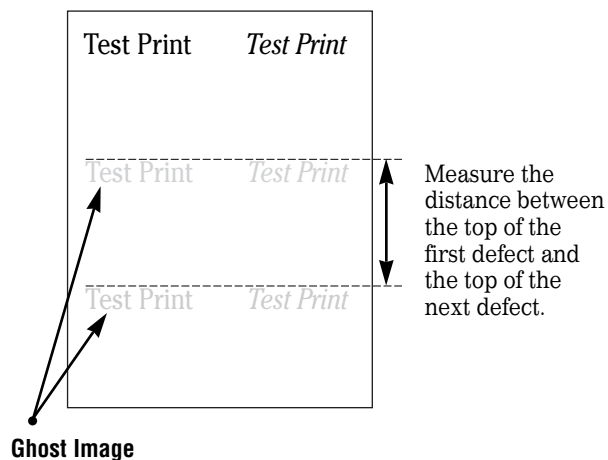 Test Print Test Print
Test Print Test Print
Measure the
distance between
the top of the
first defect and
the top of the
next defect.
Test Print Test Print
Ghost Image